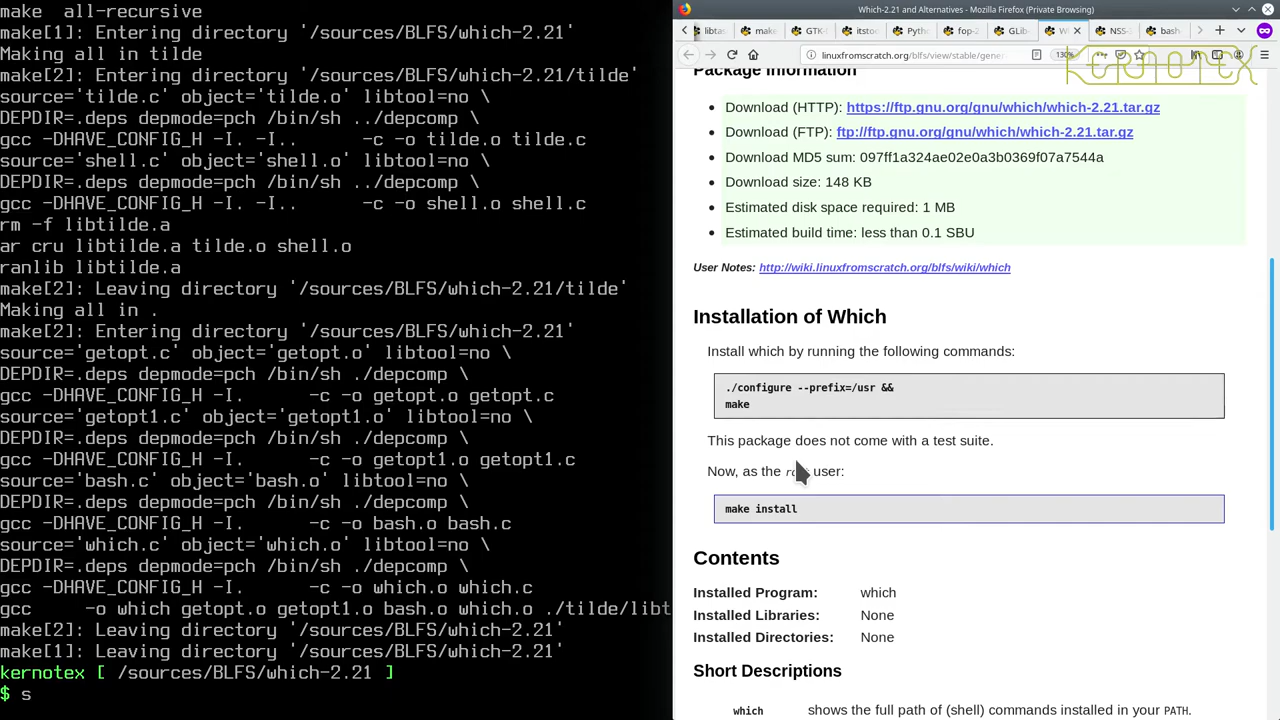 make  all-recursive
make[1]: Entering directory '/sources/BLFS/which-2.21'
Making all in tilde
make[2]: Entering directory '/sources/BLFS/which-2.21/tilde'
source='tilde.c' object='tilde.o' libtool=no \
DEPDIR=.deps depmode=pch /bin/sh ../depcomp \
gcc -DHAVE_CONFIG_H -I. -I..      -c -o tilde.o tilde.c
source='shell.c' object='shell.o' libtool=no \
DEPDIR=.deps depmode=pch /bin/sh ../depcomp \
gcc -DHAVE_CONFIG_H -I. -I..      -c -o shell.o shell.c
rm -f libtilde.a
ar cru libtilde.a tilde.o shell.o
ranlib libtilde.a
make[2]: Leaving directory '/sources/BLFS/which-2.21/tilde'
Making all in .
make[2]: Entering directory '/sources/BLFS/which-2.21'
source='getopt.c' object='getopt.o' libtool=no \
DEPDIR=.deps depmode=pch /bin/sh ./depcomp \
gcc -DHAVE_CONFIG_H -I.      -c -o getopt.o getopt.c
source='getopt1.c' object='getopt1.o' libtool=no \
DEPDIR=.deps depmode=pch /bin/sh ./depcomp \
gcc -DHAVE_CONFIG_H -I.      -c -o getopt1.o getopt1.c
source='bash.c' object='bash.o' libtool=no \
DEPDIR=.deps depmode=pch /bin/sh ./depcomp \
gcc -DHAVE_CONFIG_H -I.      -c -o bash.o bash.c
source='which.c' object='which.o' libtool=no \
DEPDIR=.deps depmode=pch /bin/sh ./depcomp \
gcc -DHAVE_CONFIG_H -I.      -c -o which.o which.c
gcc      -o which getopt.o getopt1.o bash.o which.o ./tilde/libt
make[2]: Leaving directory '/sources/BLFS/which-2.21'
make[1]: Leaving directory '/sources/BLFS/which-2.21'
kernotex [ /sources/BLFS/which-2.21 ]
$ s
Which-2.21 and Alternatives - Mozilla Firefox (Private Browsing)
libtas make GTK- itstoo Pytho fop-2 GLib- NSS- bash-
linuxfromscratch.org/blfs/view/stable/gener 130%
KERNOTEX
Package Information
Download (HTTP): https://ftp.gnu.org/gnu/which/which-2.21.tar.gz
Download (FTP): ftp://ftp.gnu.org/gnu/which/which-2.21.tar.gz
Download MD5 sum: 097ff1a324ae02e0a3b0369f07a7544a
Download size: 148 KB
Estimated disk space required: 1 MB
Estimated build time: less than 0.1 SBU
User Notes: http://wiki.linuxfromscratch.org/blfs/wiki/which
Installation of Which
Install which by running the following commands:
./configure --prefix=/usr &&
make
This package does not come with a test suite.
Now, as the user:
make install
Contents
Installed Program: which
Installed Libraries: None
Installed Directories: None
Short Descriptions
which shows the full path of (shell) commands installed in your PATH.